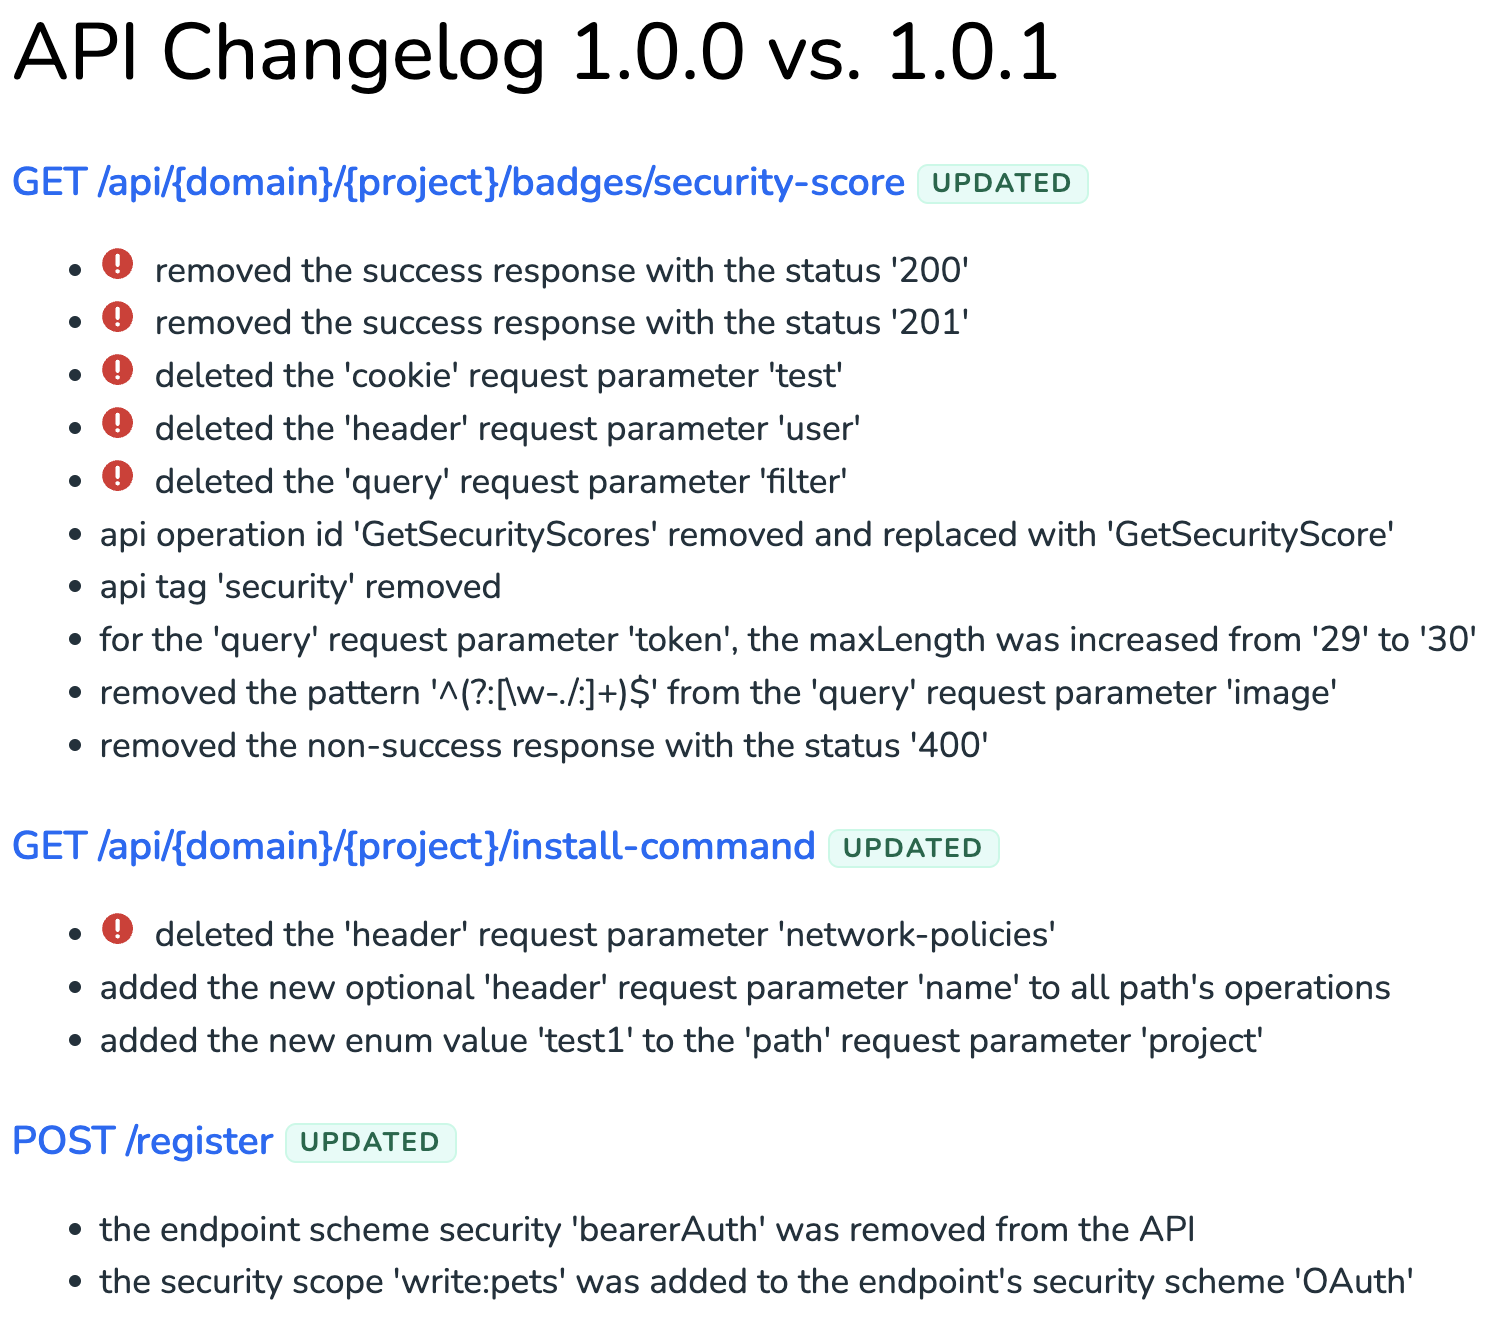 API Changelog 1.0.0 vs. 1.0.1
GET /api/{domain}/{project}/badges/security-score UPDATED
removed the success response with the status '200'
removed the success response with the status '201'
deleted the 'cookie' request parameter 'test'
deleted the 'header' request parameter 'user'
deleted the 'query' request parameter 'filter'
api operation id 'GetSecurityScores' removed and replaced with 'GetSecurityScore'
api tag 'security' removed
for the 'query' request parameter 'token', the maxLength was increased from '29' to '30'
removed the pattern '^(?:[\w-./:]+)$' from the 'query' request parameter 'image'
removed the non-success response with the status '400'
GET /api/{domain}/{project}/install-command UPDATED
deleted the 'header' request parameter 'network-policies'
added the new optional 'header' request parameter 'name' to all path's operations
added the new enum value 'test1' to the 'path' request parameter 'project'
POST /register UPDATED
the endpoint scheme security 'bearerAuth' was removed from the API
the security scope 'write:pets' was added to the endpoint's security scheme 'OAuth'